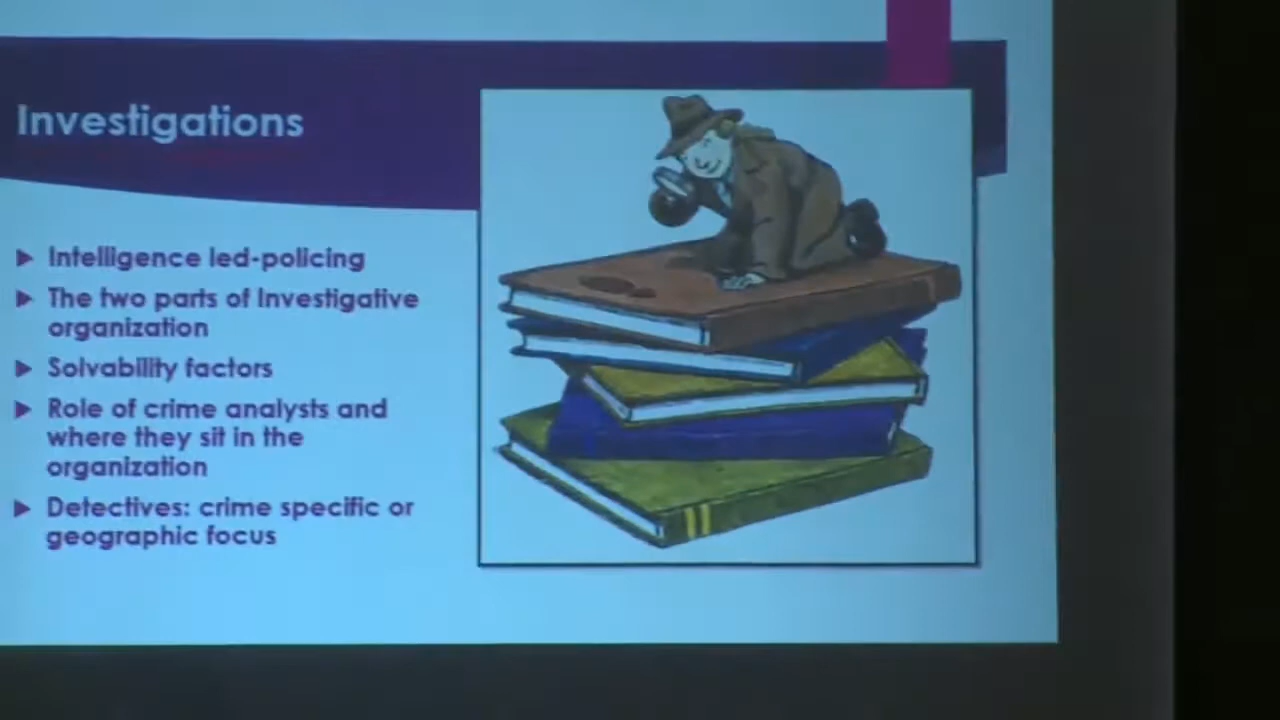 Investigations
Intelligence led-policing
The two parts of Investigative
organization
Solvability factors
Role of crime analysts and
where they sit in the
organization
Detectives: crime specific or
geographic focus